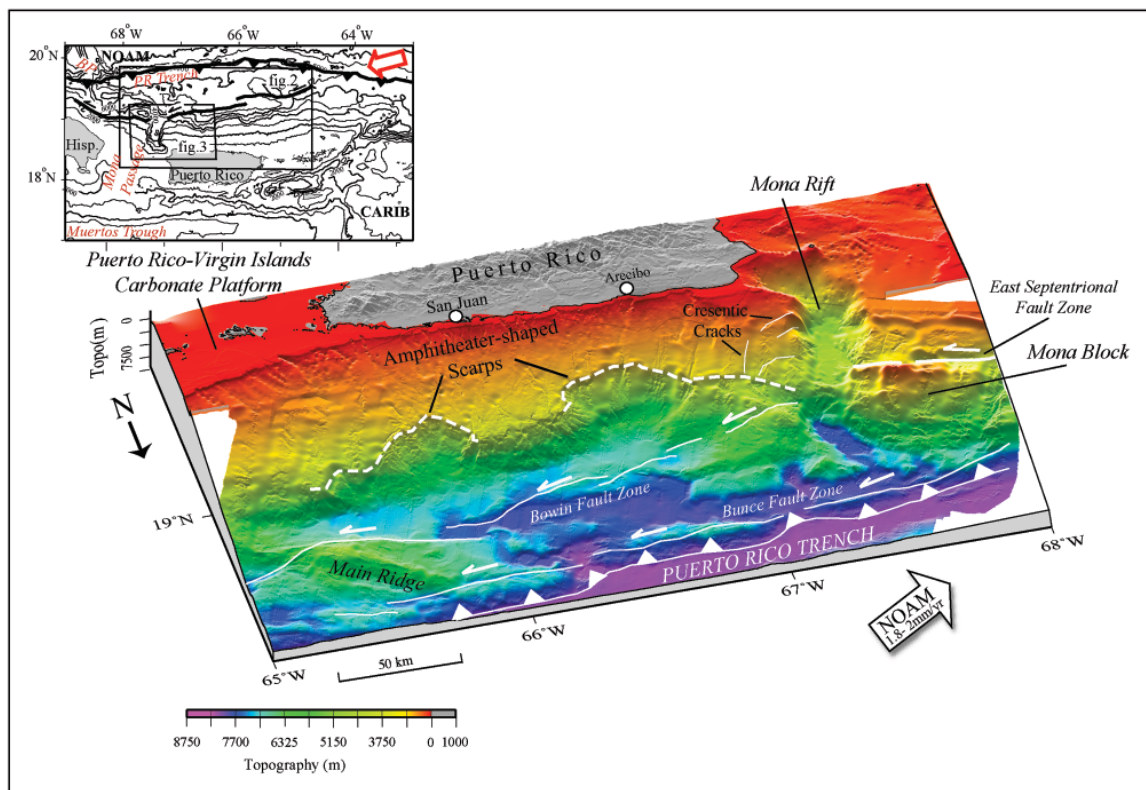 68°W
66°W
64°W
20°N
18°N
NOAM
BP
PR Trench
fig.2
fig.3
Hisp.
Mona
Passage
Puerto Rico
CARIB
Muertos Trough
Puerto Rico-Virgin Islands
Carbonate Platform
Mona Rift
Puerto Rico
San Juan
Arecibo
Topo(m)
0
7500
Amphitheater-shaped
Scarps
Cresentic
Cracks
East Septentrional
Fault Zone
Mona Block
N
19°N
Bowin Fault Zone
Bunce Fault Zone
Main Ridge
PUERTO RICO TRENCH
68°W
67°W
66°W
65°W
NOAM
1.8- 2mm/yr
50 km
8750 7700 6325 5150 3750 0 1000
Topography (m)